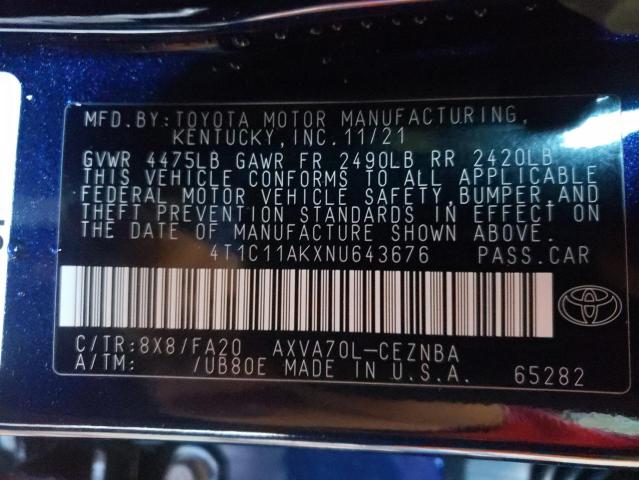 MFD.BY:TOYOTA MOTOR MANUFACTURING,
KENTUCKY,INC.11/21
GVWR 4475LB GAWR FR 2490LB RR 2420LB
THIS VEHICLE CONFORMS TO ALL APPLICABLE
FEDERAL MOTOR VEHICLE SAFETY,BUMPER,AND
THEFT PREVENTION STANDARDS IN EFFECT ON
THE DATE OF MANUFACTURE SHOWN ABOVE.
4T1C11AKXNU643676 PASS.CAR
C/TR:8X8/FA20 AXVA70L-CEZNBA
A/TM: /UB80E MADE IN U.S.A. 65282